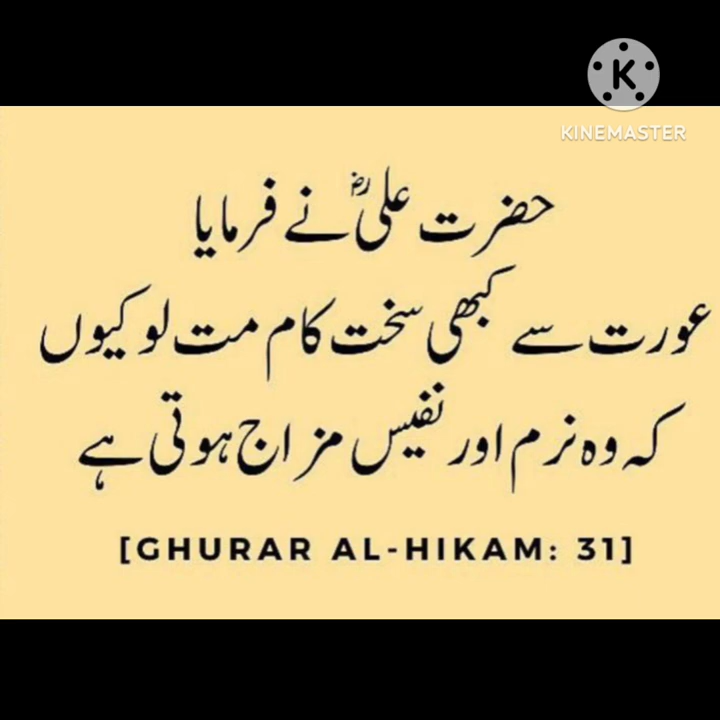 K
KINEMASTER
حضرت علیؓ نے فرمایا
عورت سے کبھی سخت کام مت لو کیوں
کہ وہ نرم اور نفیس مزاج ہوتی ہے
[GHURAR AL-HIKAM: 31]